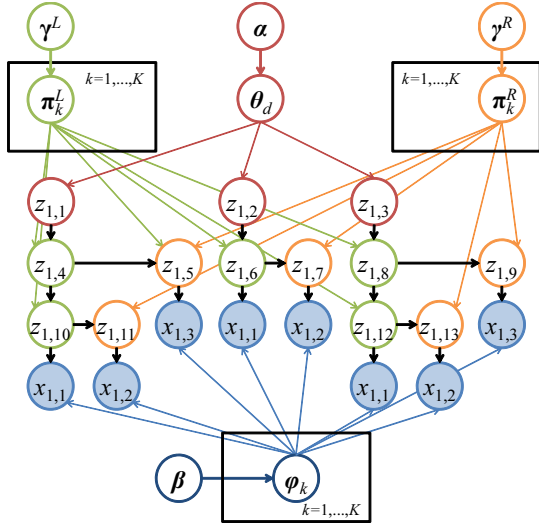 γ^L α γ^R
k=1,...,K k=1,...,K
π_k^L θ_d π_k^R
z_{1,1} z_{1,2} z_{1,3}
z_{1,4} z_{1,5} z_{1,6} z_{1,7} z_{1,8} z_{1,9}
z_{1,10} z_{1,11} x_{1,3} x_{1,1} x_{1,2} z_{1,12} z_{1,13} x_{1,3}
x_{1,1} x_{1,2} x_{1,1} x_{1,2}
β φ_k
k=1,...,K